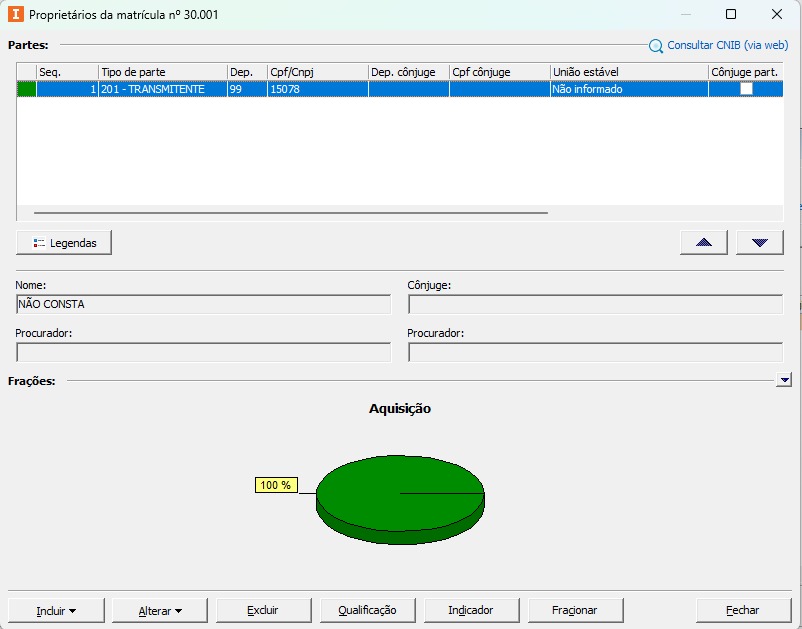 Proprietários da matrícula nº 30.001
Partes: Consultar CNIB (via web)
Seq. Tipo de parte Dep. Cpf/Cnpj Dep. cônjuge Cpf cônjuge União estável Cônjuge part.
1 201 - TRANSMITENTE 99 15078 Não informado
Legendas
Nome: Cônjuge:
NÃO CONSTA
Procurador: Procurador:
Frações:
Aquisição
100 %
Incluir Alterar Excluir Qualificação Indicador Fracionar Fechar